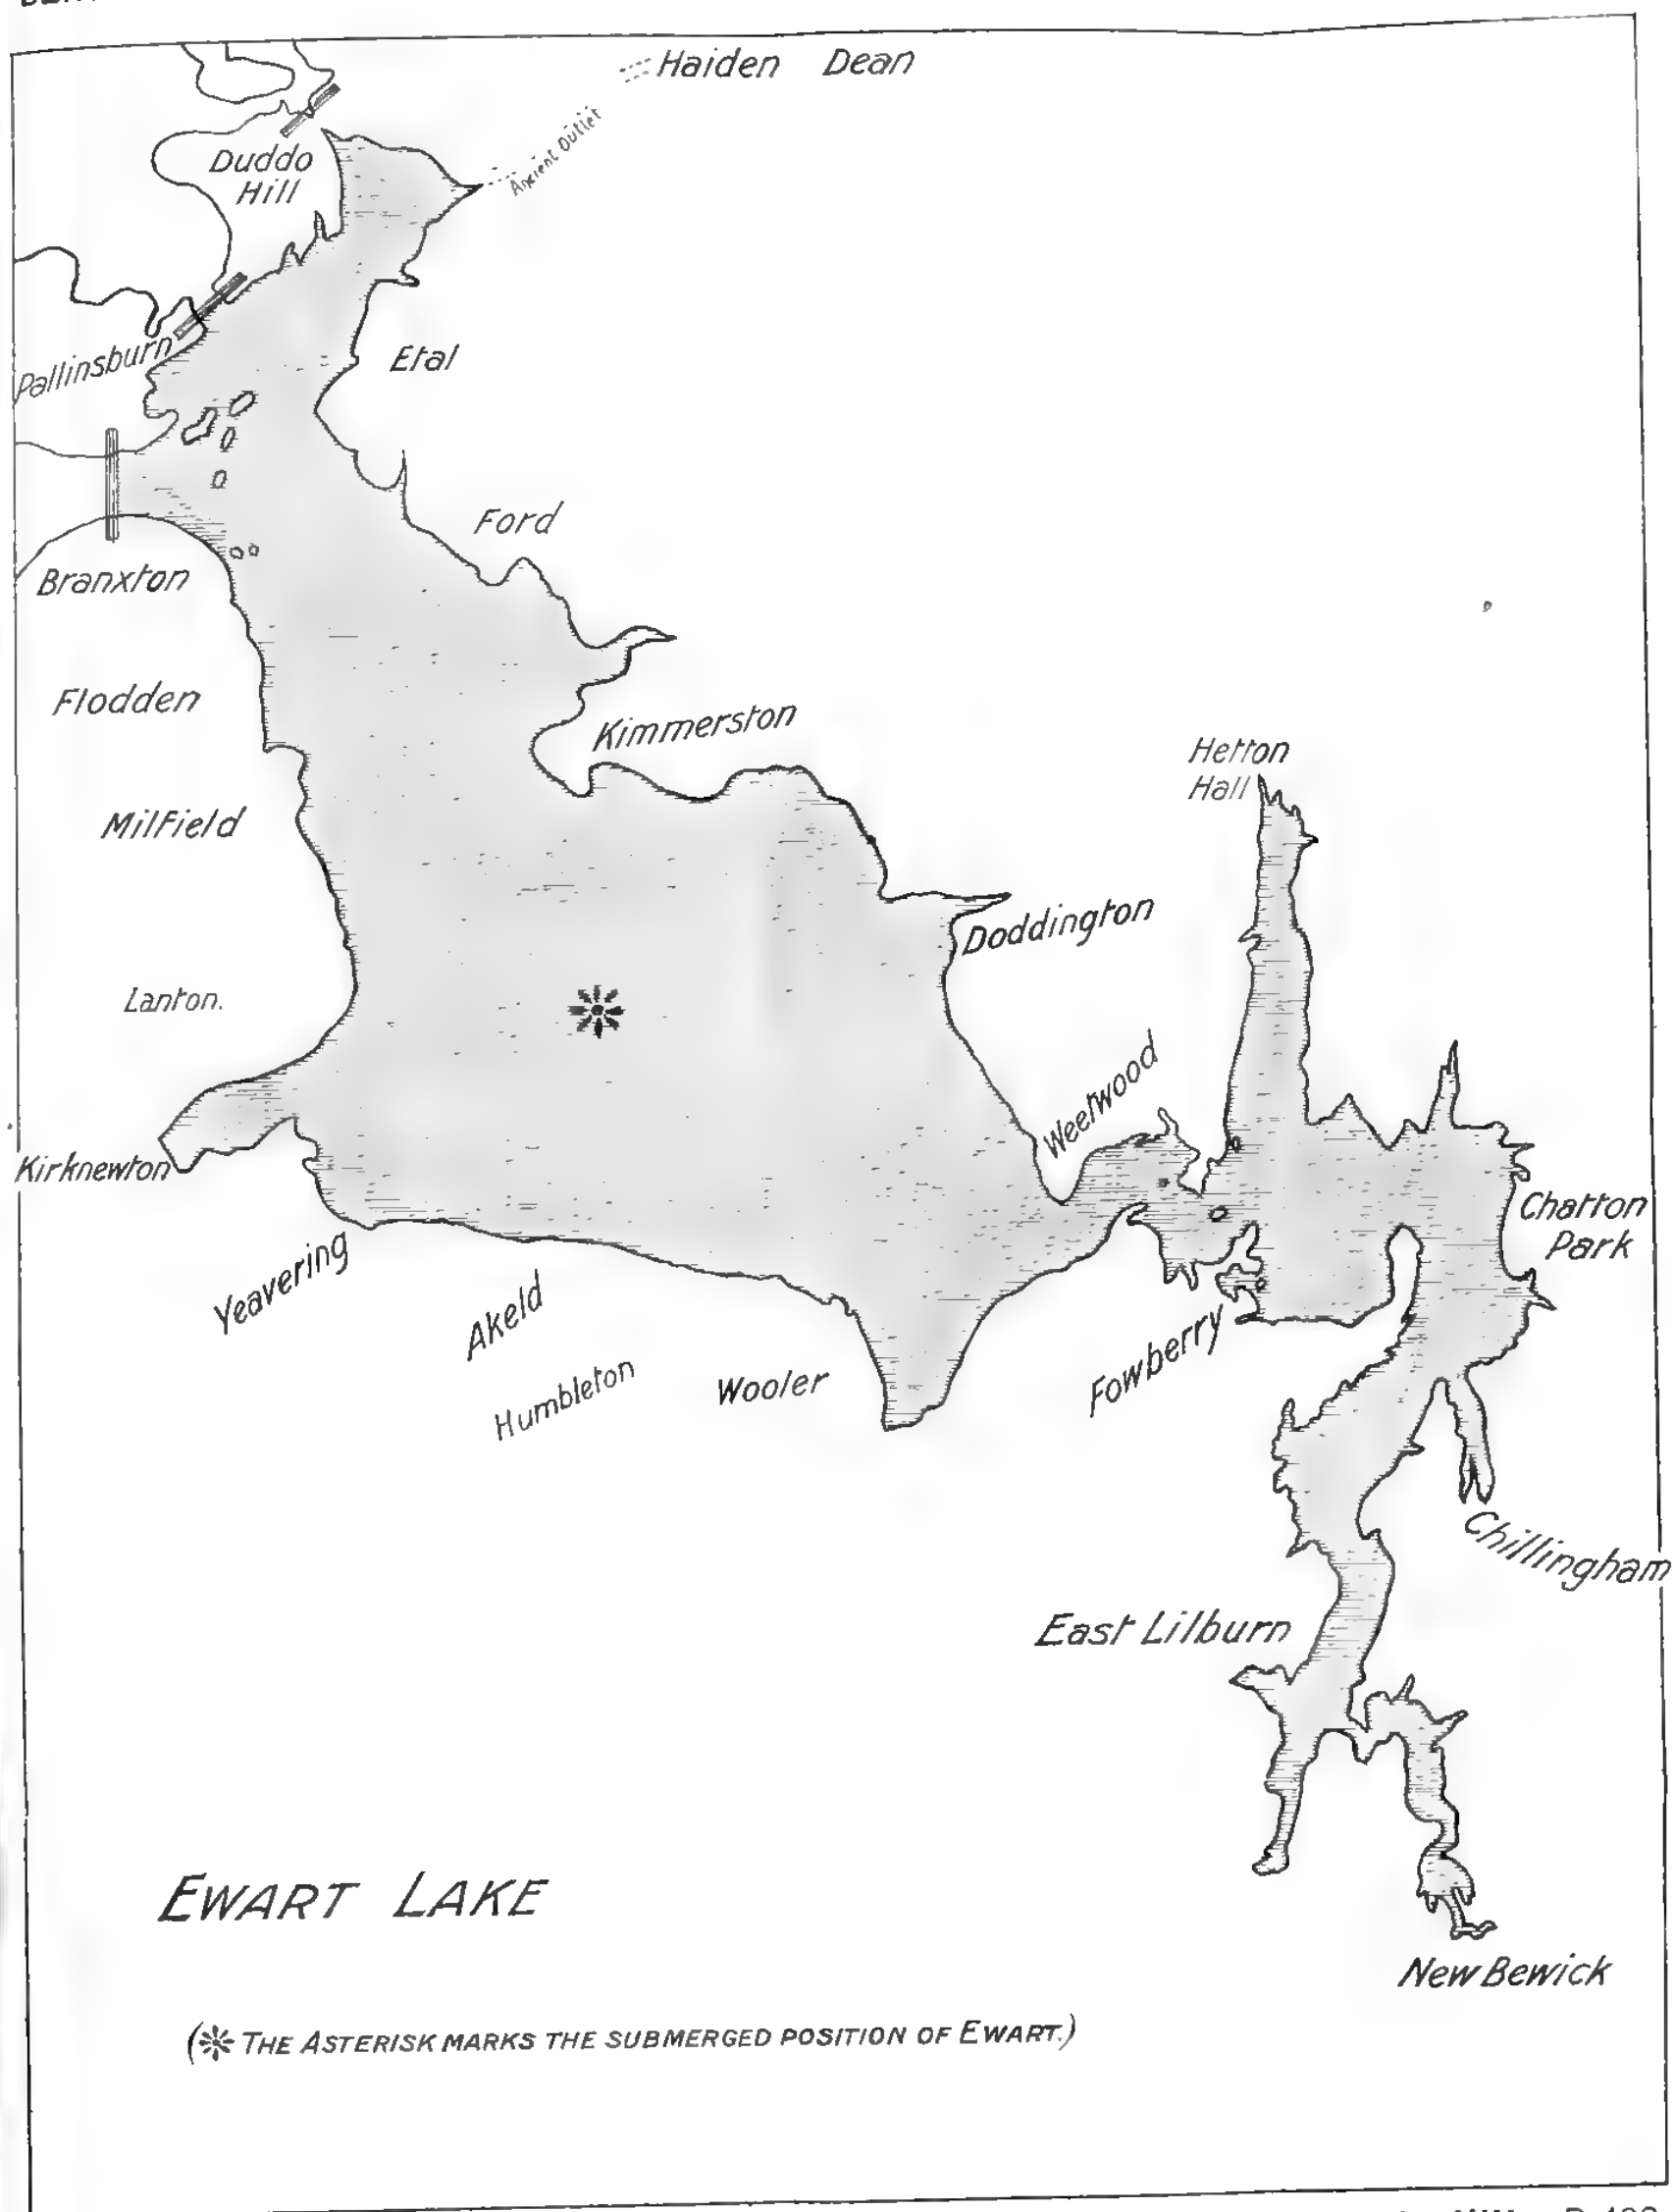 Haiden Dean
Ancient Outlet
Duddo
Hill
Pallinsburn
Etal
Ford
Branxton
Flodden
Kimmerston
Hetton
Hall
Milfield
Doddington
Lanton.
Weetwood
Kirknewton
Chatton
Park
Yeavering
Akeld
Fowberry
Humbleton
Wooler
Chillingham
East Lilburn
EWART LAKE
New Bewick
(THE ASTERISK MARKS THE SUBMERGED POSITION OF EWART.)